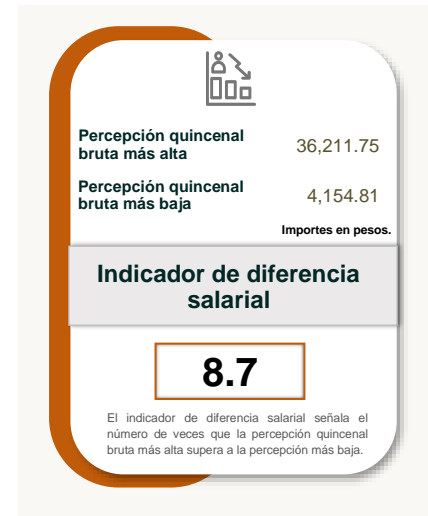 Percepción quincenal
bruta más alta
36,211.75
Percepción quincenal
bruta más baja
4,154.81
Importes en pesos.
Indicador de diferencia
salarial
8.7
El indicador de diferencia salarial señala el
número de veces que la percepción quincenal
bruta más alta supera a la percepción más baja.